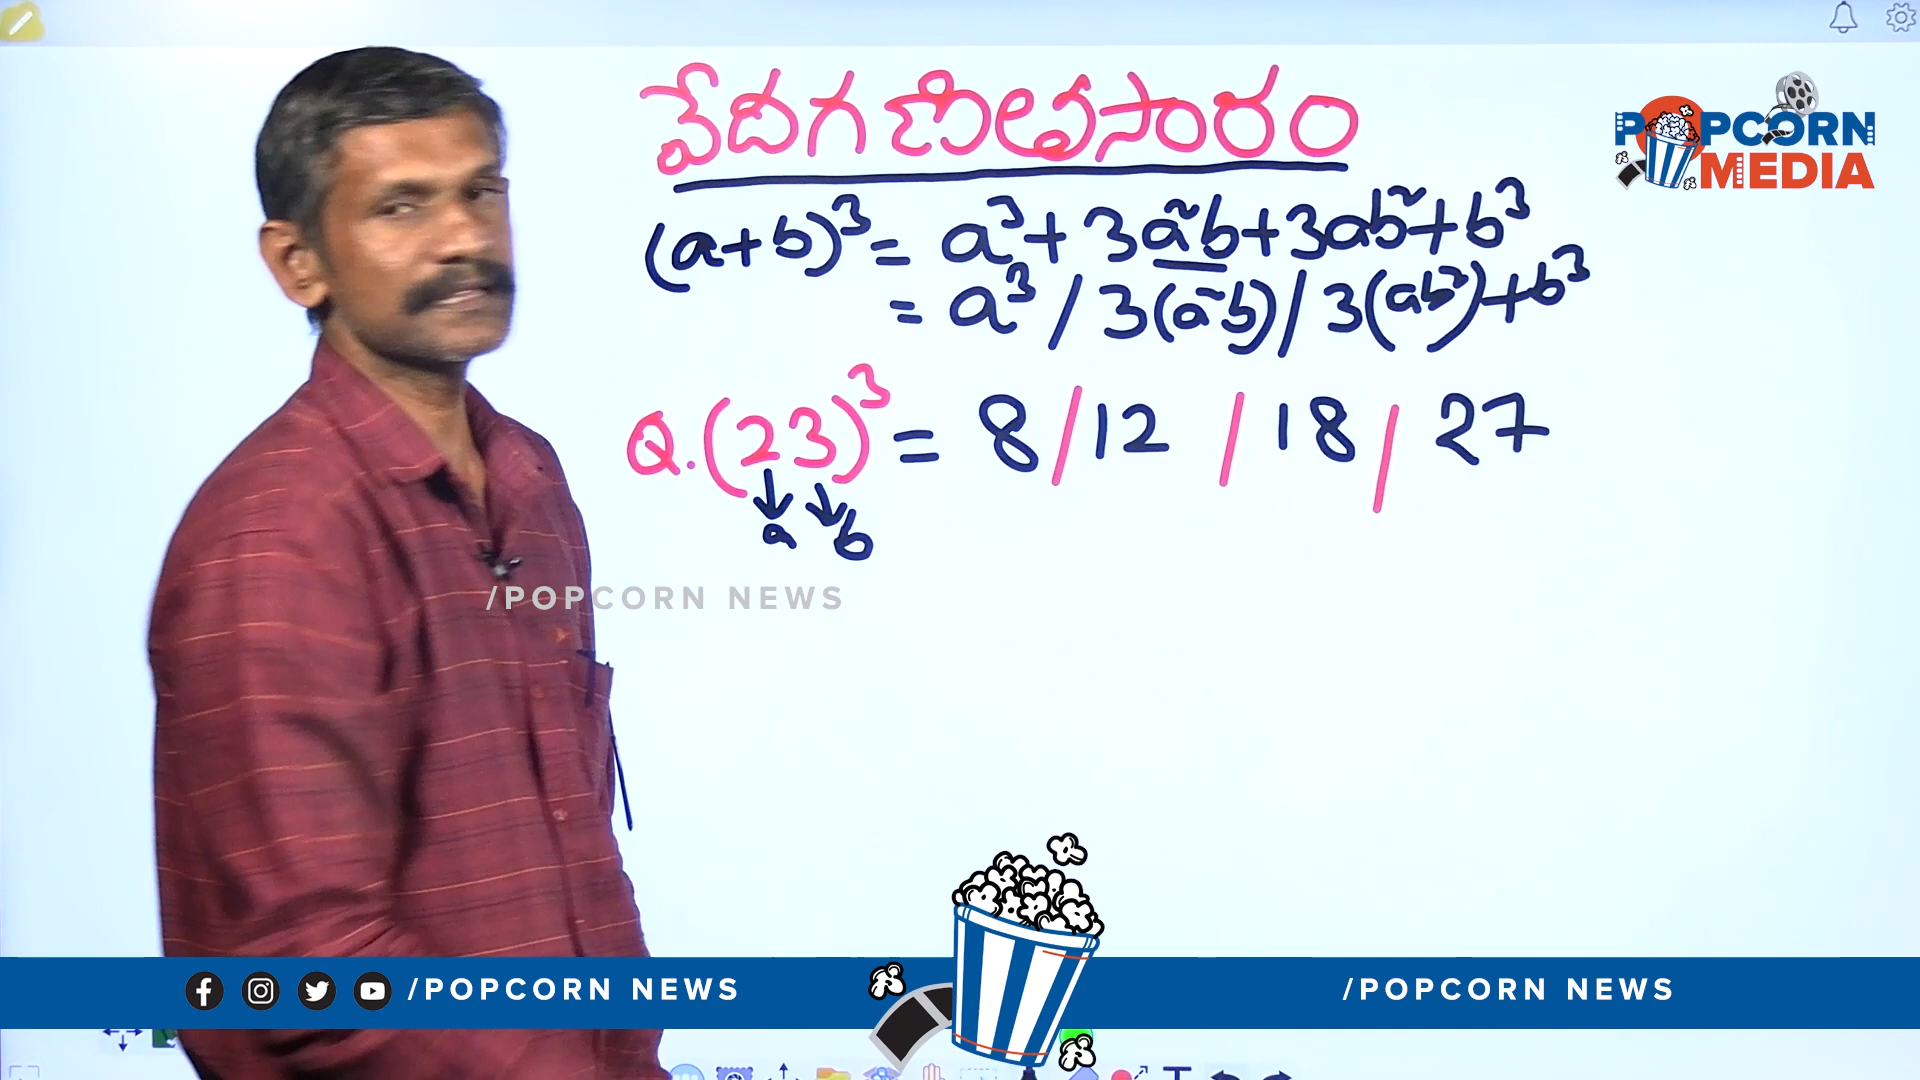 వేదగణితసారం
POPCORN
MEDIA
(a+b)³ = a³ + 3a²b + 3ab² + b³
= a³ / 3(a²b) / 3(ab²) + b³
Q. (23)³ = 8 / 12 / 18 / 27
a b
/POPCORN NEWS
/POPCORN NEWS
/POPCORN NEWS